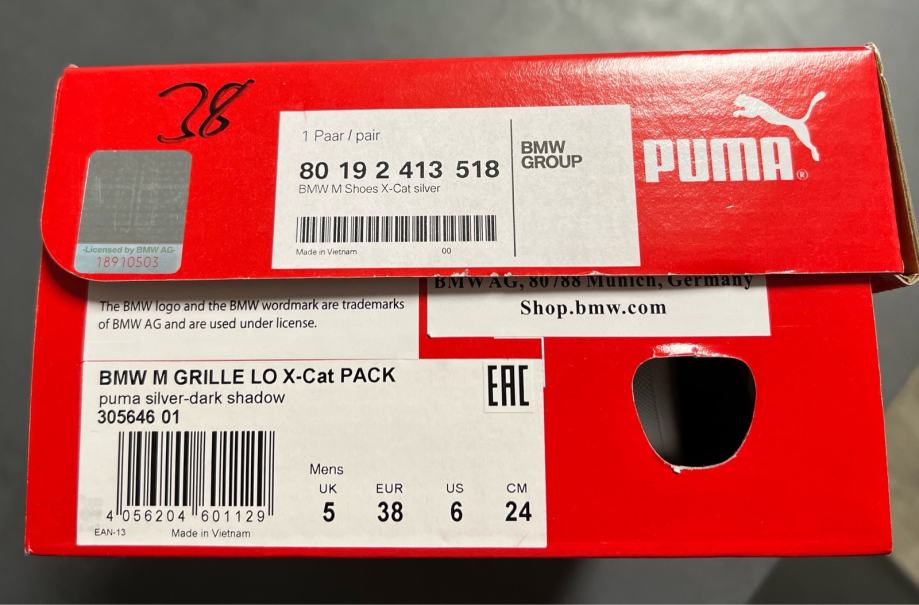 38
1 Paar / pair
80 19 2 413 518
BMW M Shoes X-Cat silver
Made in Vietnam 00
BMW
GROUP
PUMA®
-Licensed by BMW AG-
18910503
BMW AG, 80788 Munich, Germany
Shop.bmw.com
The BMW logo and the BMW wordmark are trademarks
of BMW AG and are used under license.
BMW M GRILLE LO X-Cat PACK
puma silver-dark shadow
305646 01
EAC
4 056204 601129
EAN-13 Made in Vietnam
Mens
UK EUR US CM
5 38 6 24